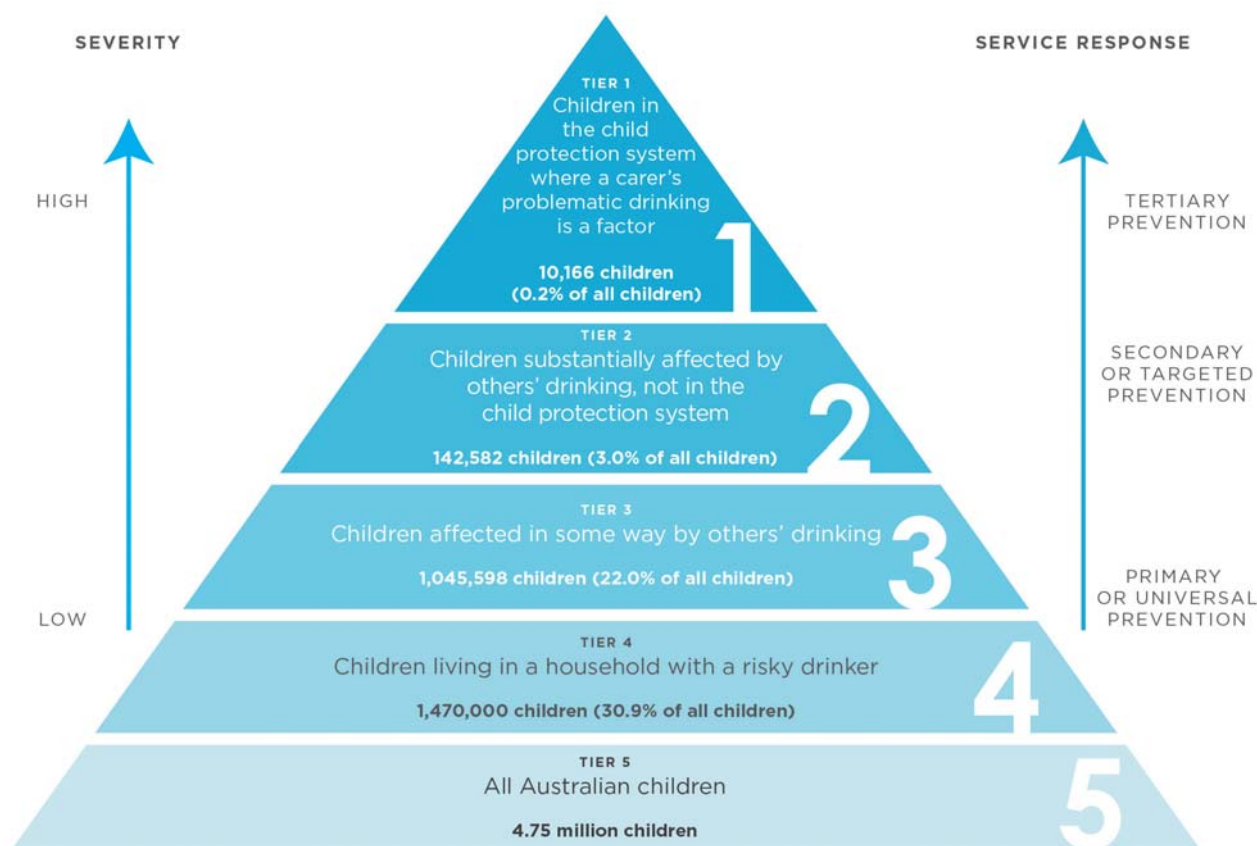 SEVERITY
SERVICE RESPONSE
HIGH
LOW
TERTIARY
PREVENTION
SECONDARY
OR TARGETED
PREVENTION
PRIMARY
OR UNIVERSAL
PREVENTION
TIER 1
Children in
the child
protection system
where a carer's
problematic drinking
is a factor
10,166 children
(0.2% of all children)
1
TIER 2
Children substantially affected by
others' drinking, not in the
child protection system
142,582 children (3.0% of all children)
2
TIER 3
Children affected in some way by others' drinking
1,045,598 children (22.0% of all children)
3
TIER 4
Children living in a household with a risky drinker
1,470,000 children (30.9% of all children)
4
TIER 5
All Australian children
4.75 million children
5